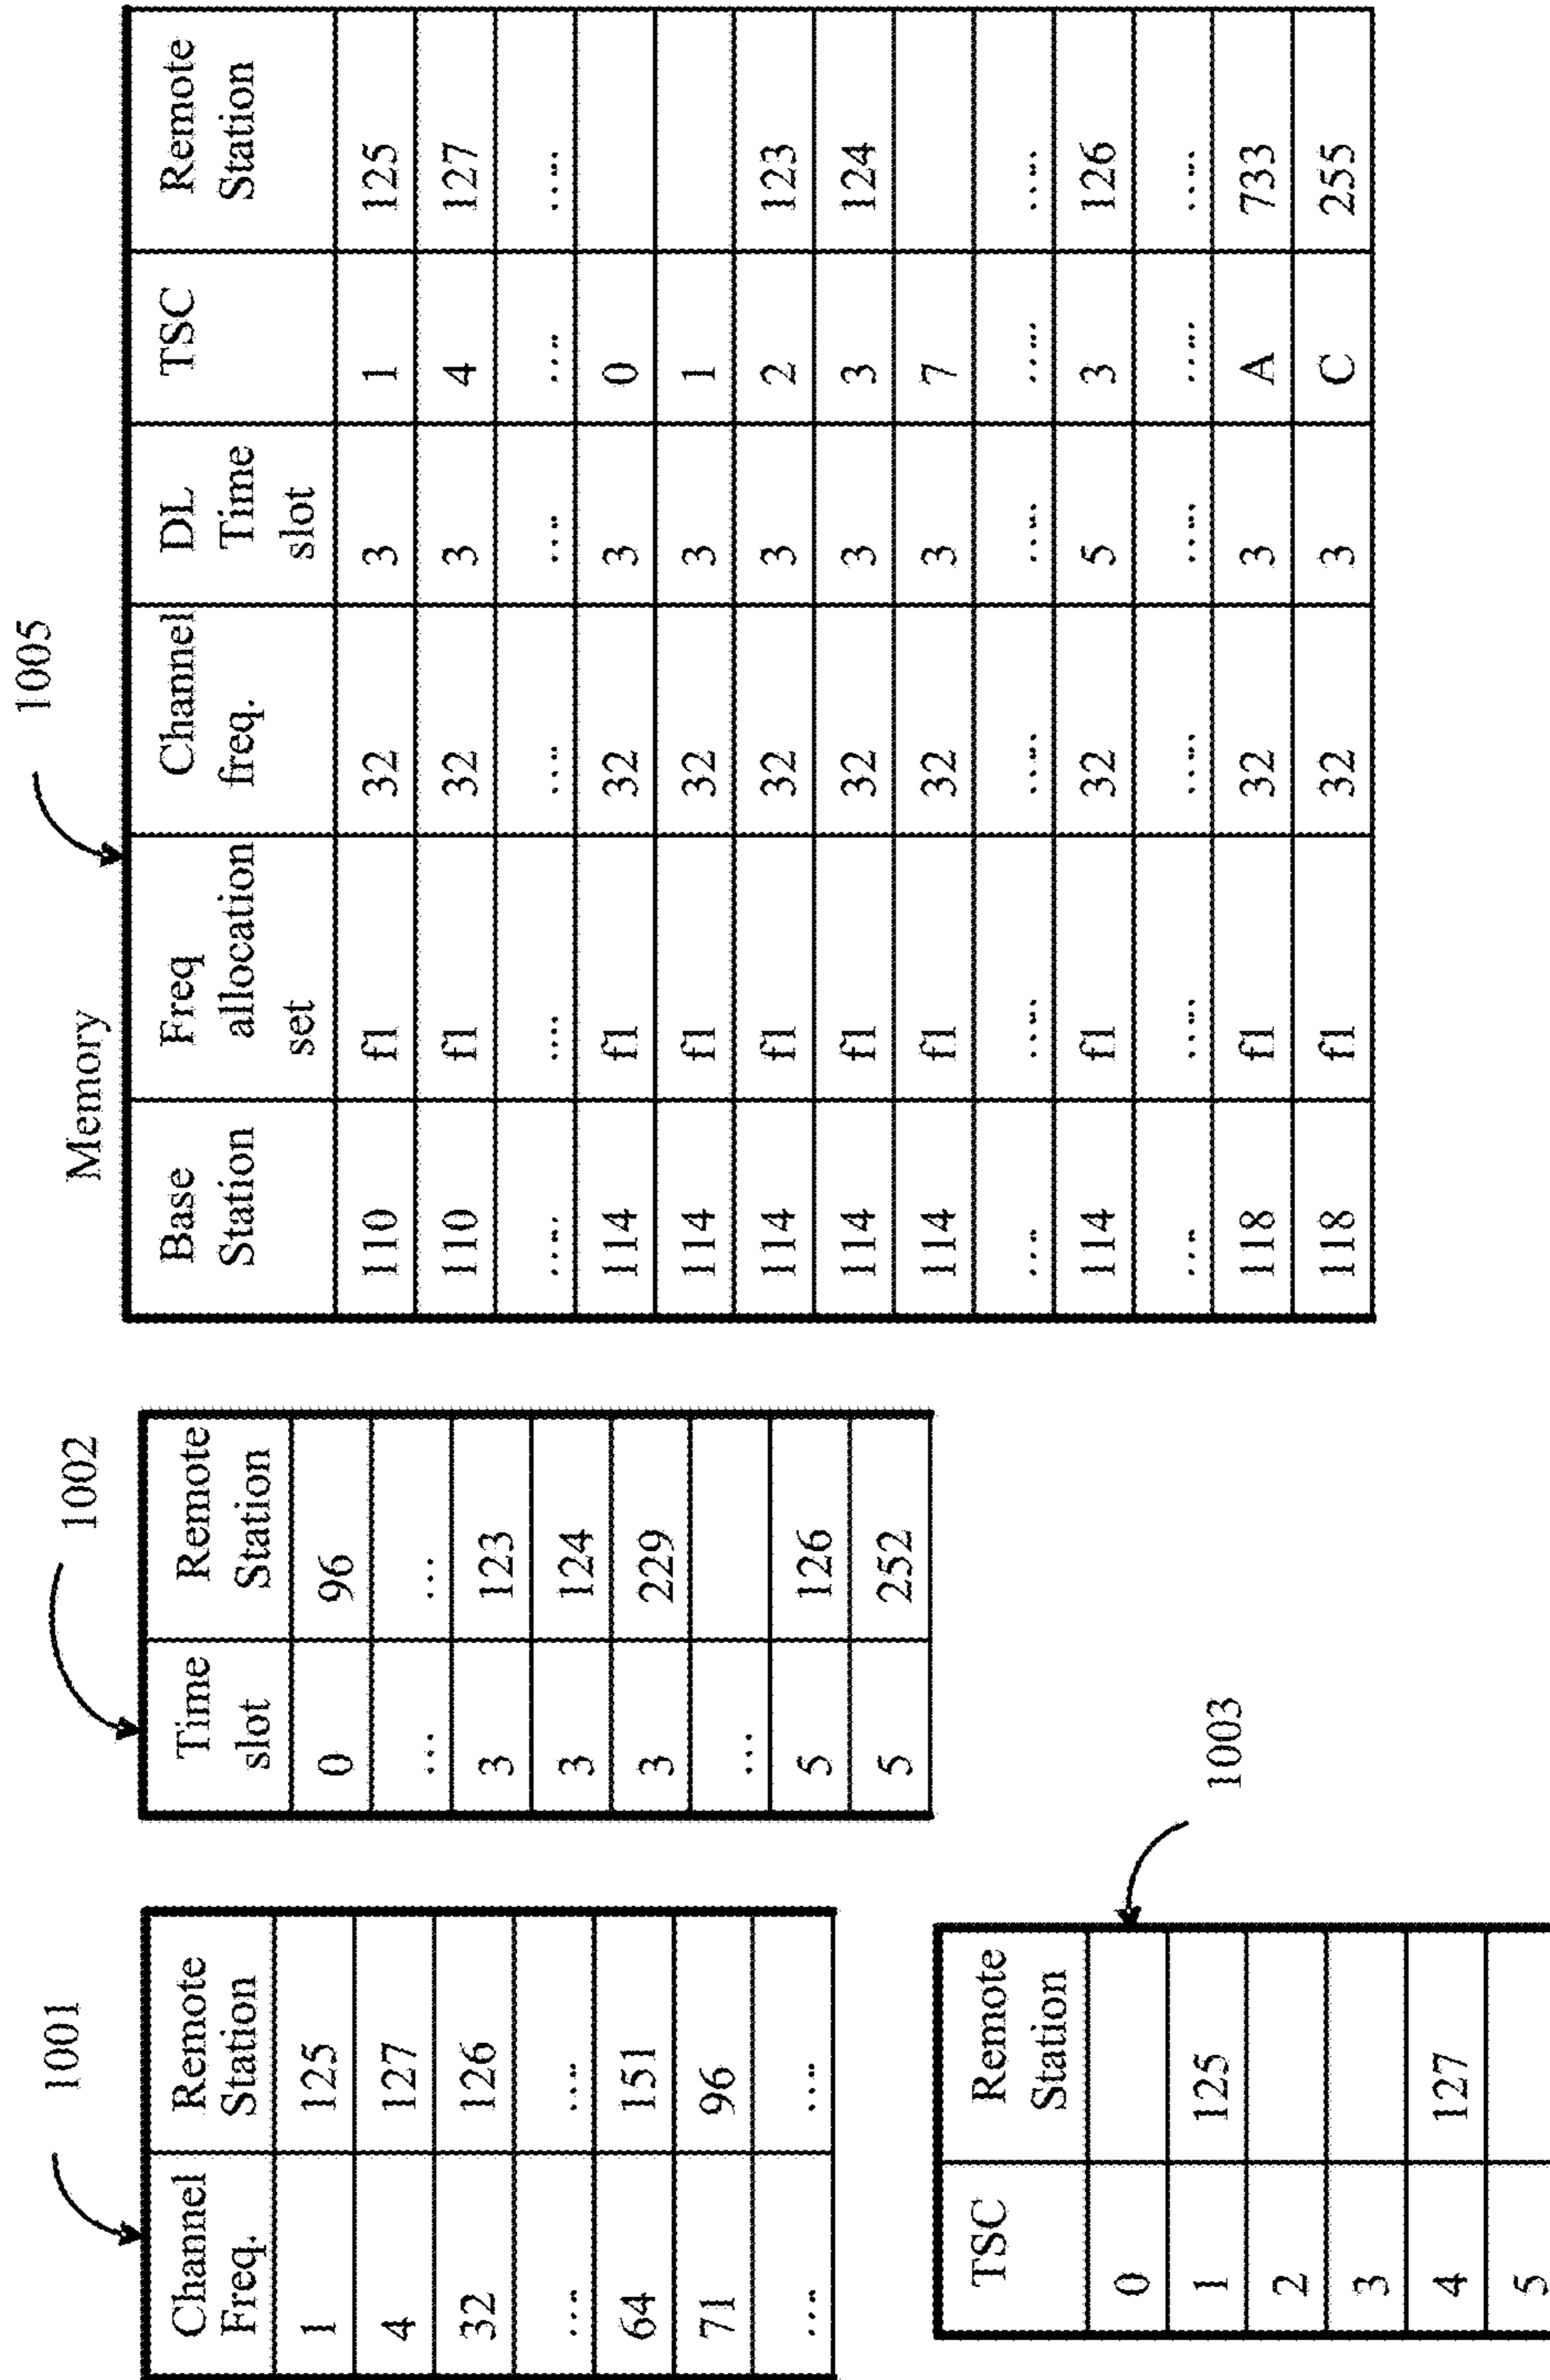 1001
Channel Freq. Remote Station
1 125
4 127
32 126
.... ....
64 151
71 96
.... ....
1002
Time slot Remote Station
0 96
... ...
3 123
3 124
3 229
...
5 126
5 252
1003
TSC Remote Station
0
1 125
2
3
4 127
5
Memory
1005
Base Station Freq allocation set Channel freq. DL Time slot TSC Remote Station
110 f1 32 3 1 125
110 f1 32 3 4 127
..... .... .... .... .... .....
114 f1 32 3 0
114 f1 32 3 1
114 f1 32 3 2 123
114 f1 32 3 3 124
114 f1 32 3 7
.... ..... ..... ..... ..... .....
114 f1 32 5 3 126
.... ..... ..... ..... ..... .....
118 f1 32 3 A 733
118 f1 32 3 C 255